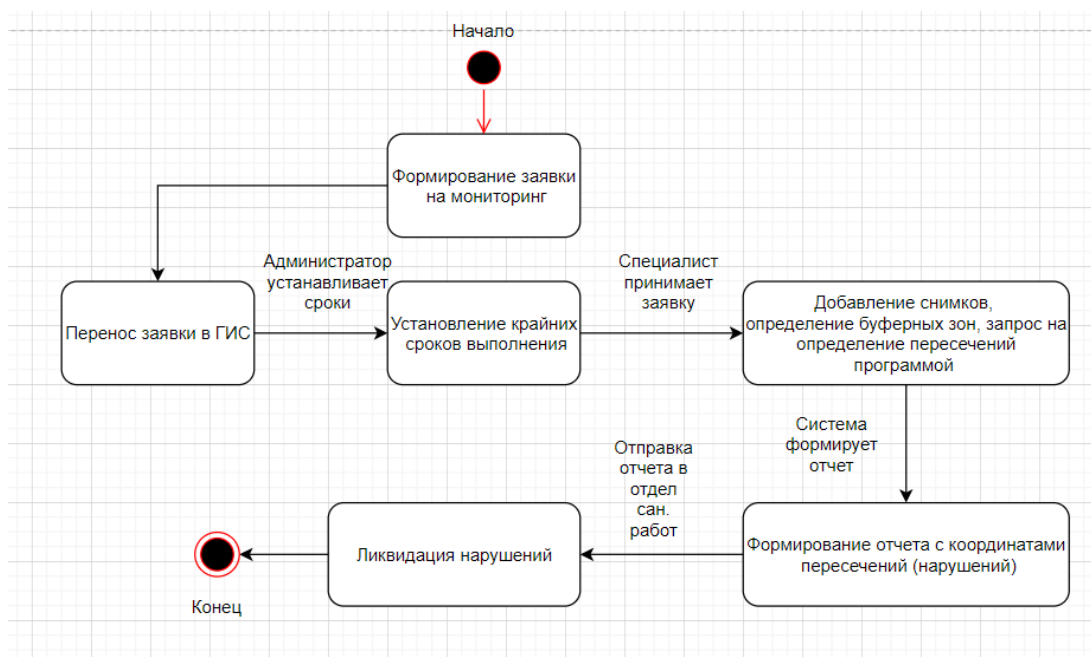 Начало
Формирование заявки
на мониторинг
Администратор
устанавливает
сроки
Специалист
принимает
заявку
Перенос заявки в ГИС
Установление крайних
сроков выполнения
Добавление снимков,
определение буферных зон, запрос на
определение пересечений
программой
Система
формирует
отчет
Отправка
отчета в
отдел
сан.
работ
Ликвидация нарушений
Формирование отчета с координатами
пересечений (нарушений)
Конец